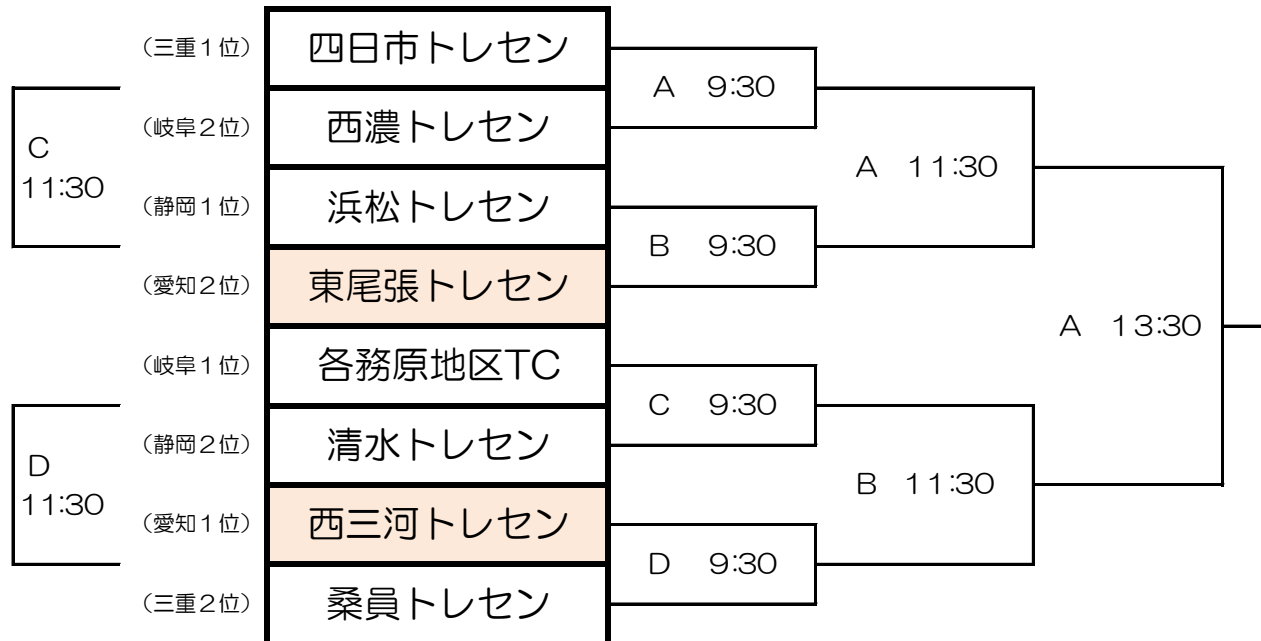 （三重１位） 四日市トレセン
A　9:30
（岐阜２位） 西濃トレセン
C
11:30
A　11:30
（静岡１位） 浜松トレセン
B　9:30
（愛知２位） 東尾張トレセン
A　13:30
（岐阜１位） 各務原地区TC
C　9:30
（静岡２位） 清水トレセン
D
11:30
B　11:30
（愛知１位） 西三河トレセン
D　9:30
（三重２位） 桑員トレセン